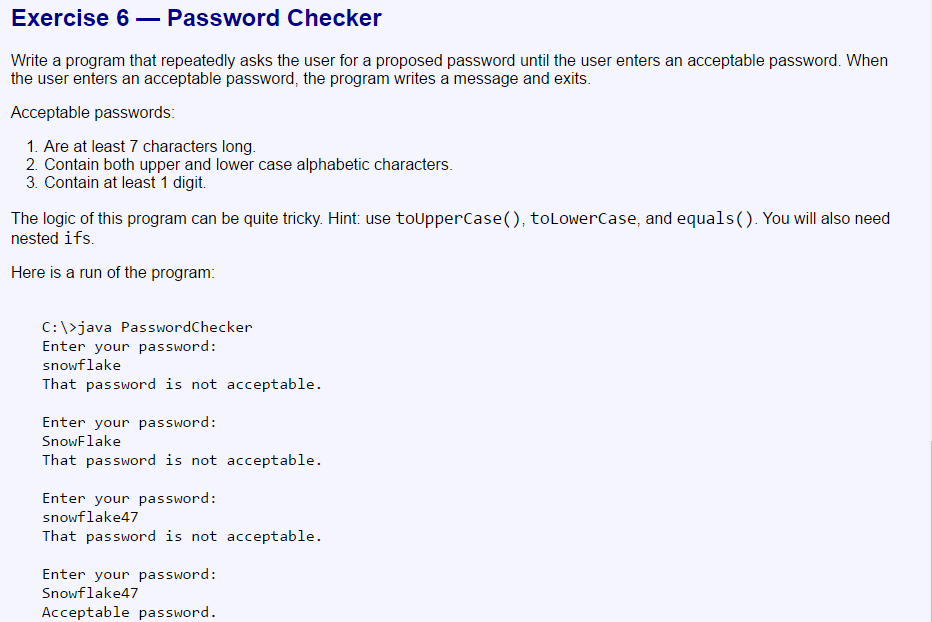 Exercise 6 — Password Checker
Write a program that repeatedly asks the user for a proposed password until the user enters an acceptable password. When
the user enters an acceptable password, the program writes a message and exits.
Acceptable passwords:
1. Are at least 7 characters long.
2. Contain both upper and lower case alphabetic characters.
3. Contain at least 1 digit.
The logic of this program can be quite tricky. Hint: use toUpperCase(), toLowerCase, and equals(). You will also need
nested ifs.
Here is a run of the program:
C:\>java PasswordChecker
Enter your password:
snowflake
That password is not acceptable.
Enter your password:
SnowFlake
That password is not acceptable.
Enter your password:
snowflake47
That password is not acceptable.
Enter your password:
Snowflake47
Acceptable password.